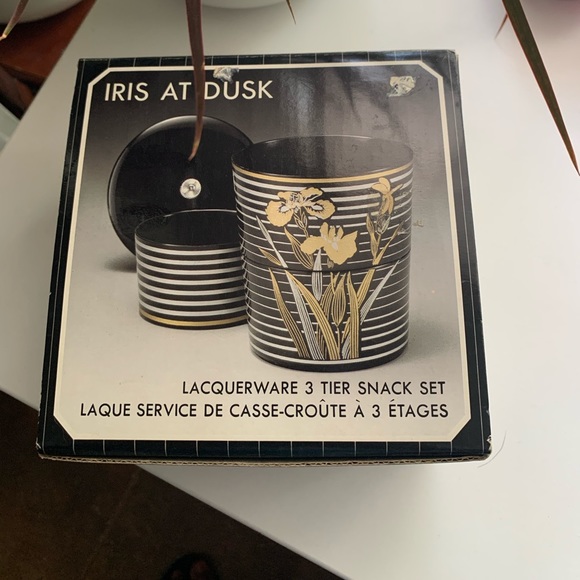 IRIS AT DUSK
LACQUERWARE 3 TIER SNACK SET
LAQUE SERVICE DE CASSE-CROÛTE À 3 ÉTAGES